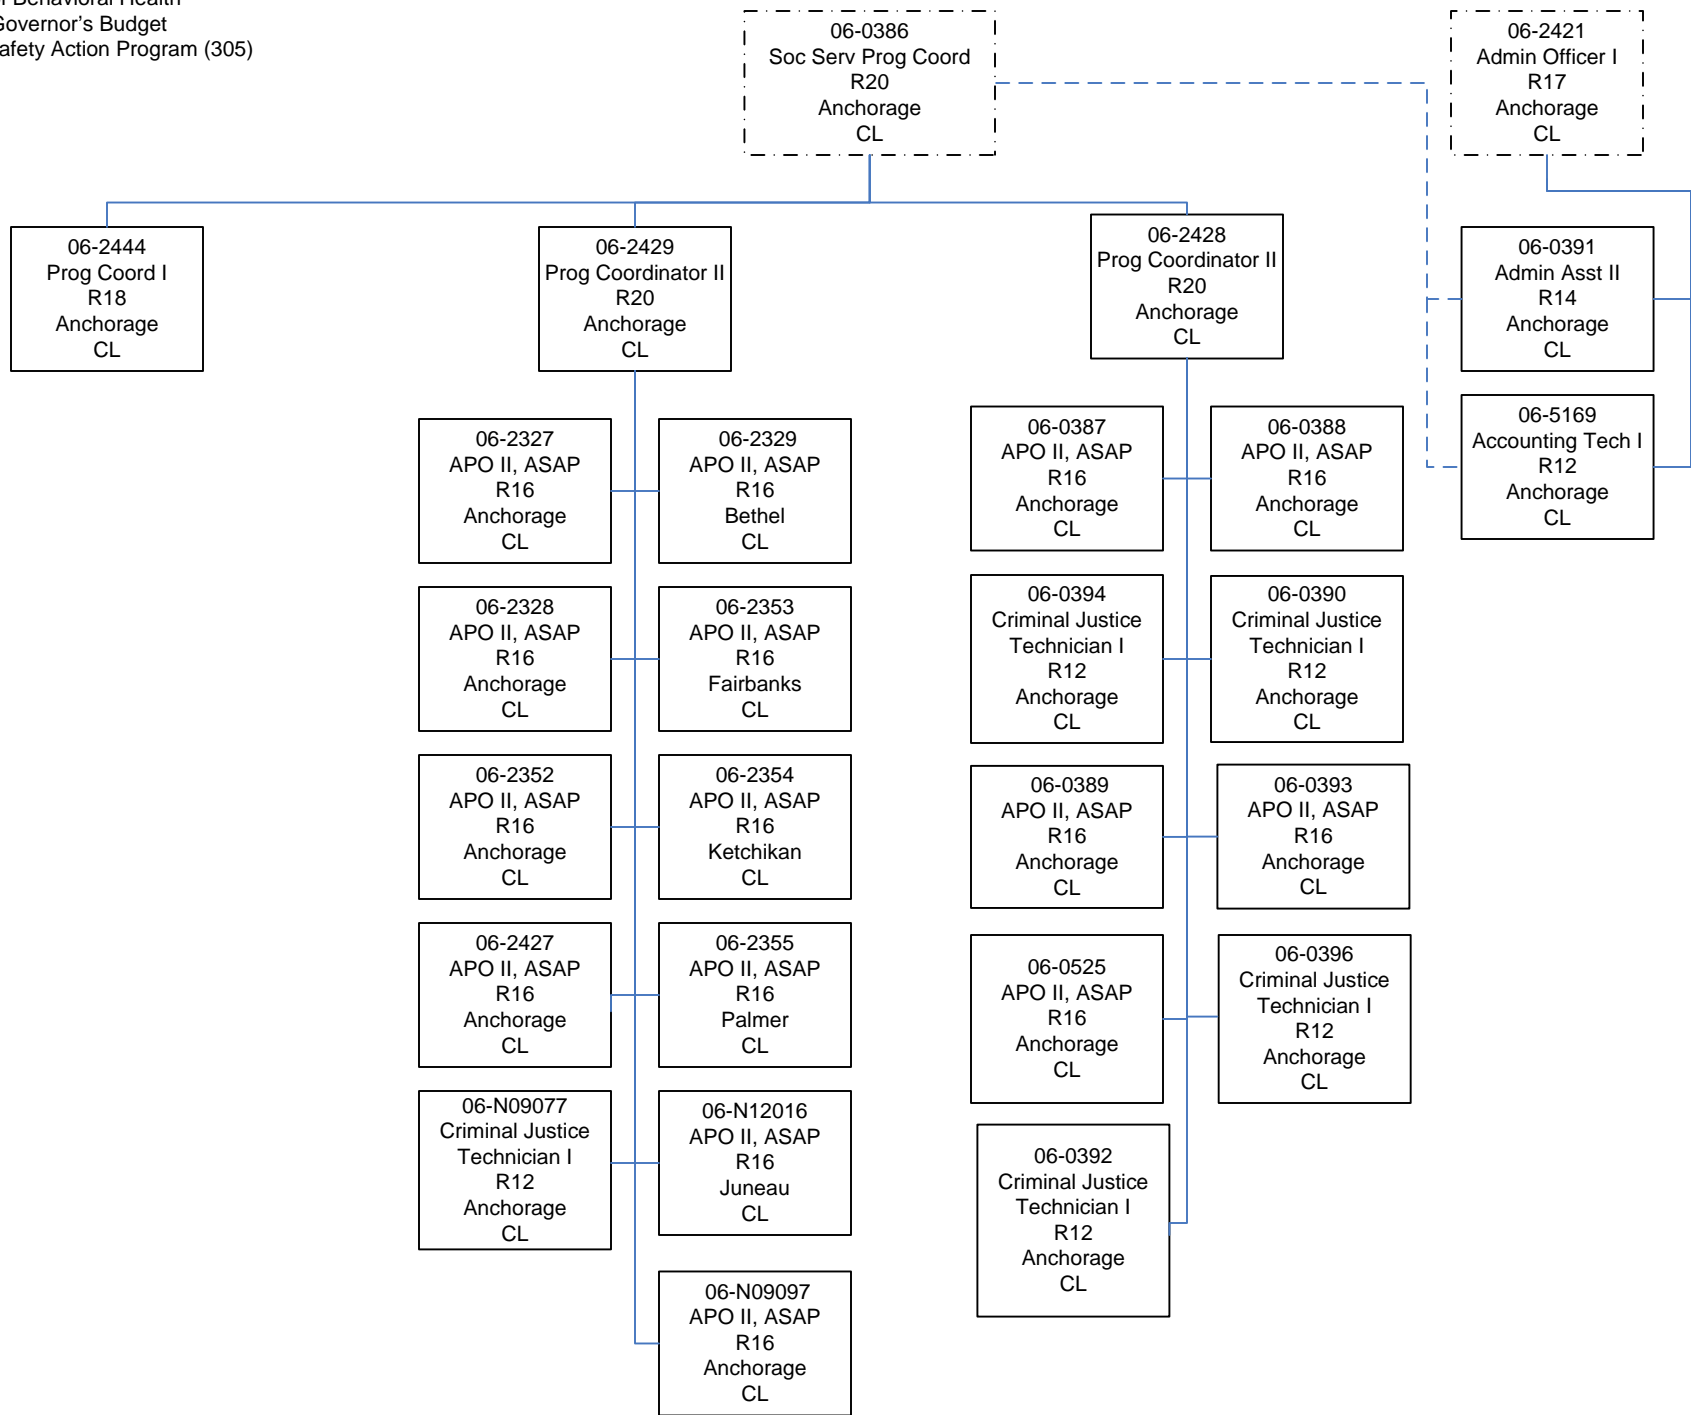 Governor's Budget
Safety Action Program (305)
06-0386
Soc Serv Prog Coord
R20
Anchorage
CL
06-2421
Admin Officer I
R17
Anchorage
CL
06-2444
Prog Coord I
R18
Anchorage
CL
06-2429
Prog Coordinator II
R20
Anchorage
CL
06-2428
Prog Coordinator II
R20
Anchorage
CL
06-0391
Admin Asst II
R14
Anchorage
CL
06-5169
Accounting Tech I
R12
Anchorage
CL
06-2327
APO II, ASAP
R16
Anchorage
CL
06-2329
APO II, ASAP
R16
Bethel
CL
06-2328
APO II, ASAP
R16
Anchorage
CL
06-2353
APO II, ASAP
R16
Fairbanks
CL
06-2352
APO II, ASAP
R16
Anchorage
CL
06-2354
APO II, ASAP
R16
Ketchikan
CL
06-2427
APO II, ASAP
R16
Anchorage
CL
06-2355
APO II, ASAP
R16
Palmer
CL
06-N09077
Criminal Justice
Technician I
R12
Anchorage
CL
06-N12016
APO II, ASAP
R16
Juneau
CL
06-N09097
APO II, ASAP
R16
Anchorage
CL
06-0387
APO II, ASAP
R16
Anchorage
CL
06-0388
APO II, ASAP
R16
Anchorage
CL
06-0394
Criminal Justice
Technician I
R12
Anchorage
CL
06-0390
Criminal Justice
Technician I
R12
Anchorage
CL
06-0389
APO II, ASAP
R16
Anchorage
CL
06-0393
APO II, ASAP
R16
Anchorage
CL
06-0525
APO II, ASAP
R16
Anchorage
CL
06-0396
Criminal Justice
Technician I
R12
Anchorage
CL
06-0392
Criminal Justice
Technician I
R12
Anchorage
CL